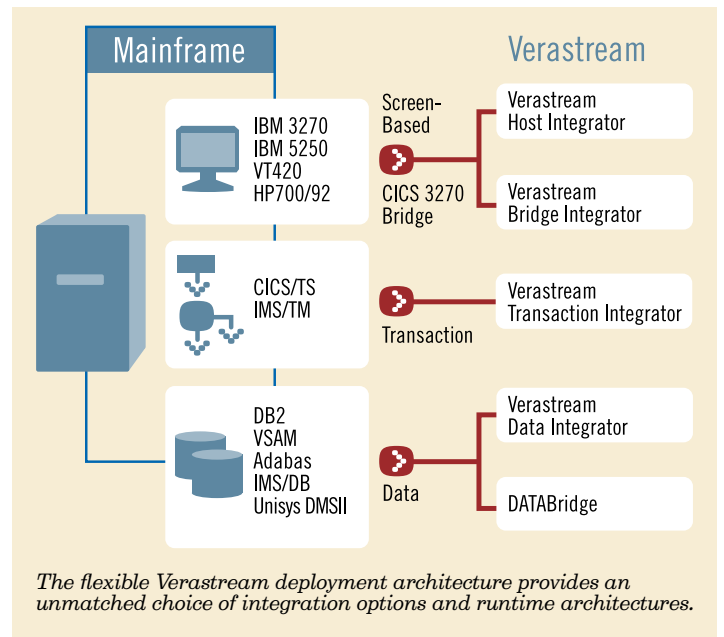 Mainframe
Verastream
IBM 3270
IBM 5250
VT420
HP700/92
Screen-
Based
CICS 3270
Bridge
Verastream
Host Integrator
Verastream
Bridge Integrator
CICS/TS
IMS/TM
Transaction
Verastream
Transaction Integrator
DB2
VSAM
Adabas
IMS/DB
Unisys DMSII
Data
Verastream
Data Integrator
DATABridge
The flexible Verastream deployment architecture provides an
unmatched choice of integration options and runtime architectures.